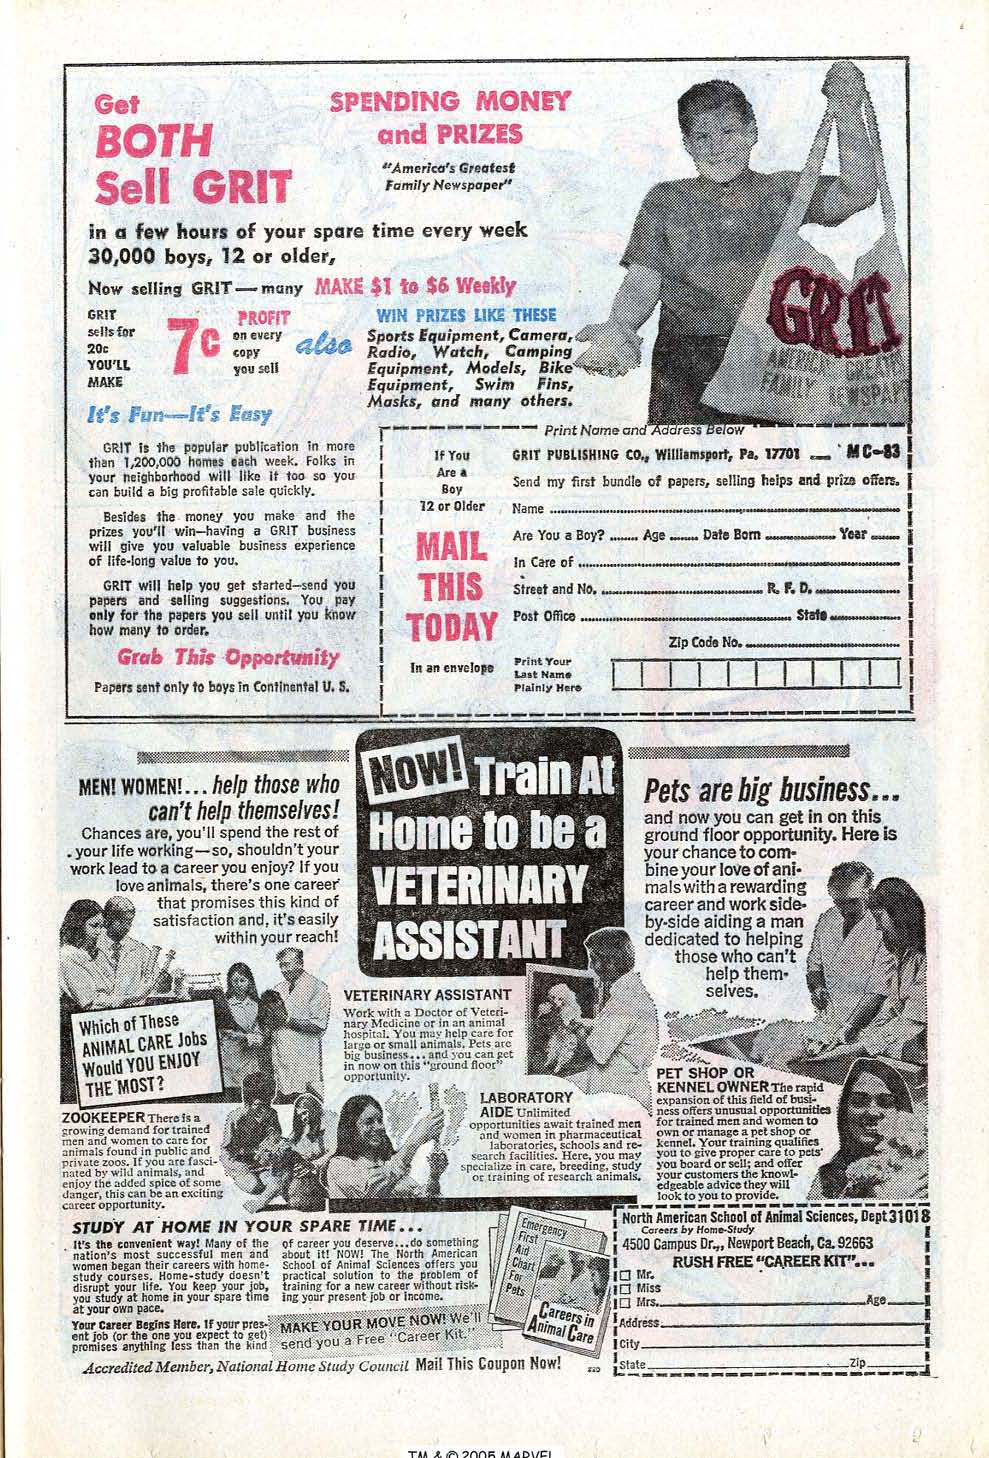 Get
BOTH
Sell GRIT
SPENDING MONEY
and PRIZES
"America's Greatest
Family Newspaper"
in a few hours of your spare time every week
30,000 boys, 12 or older,
Now selling GRIT—many MAKE $1 to $6 Weekly
GRIT
sells for
20c
YOU'LL
MAKE
7c
PROFIT
on every
copy
you sell
also
WIN PRIZES LIKE THESE
Sports Equipment, Camera,
Radio, Watch, Camping
Equipment, Models, Bike
Equipment, Swim Fins,
Masks, and many others.
GRIT
AMERICA'S GREATEST
FAMILY NEWSPAP
It's Fun—It's Easy
GRIT is the popular publication in more
than 1,200,000 homes each week. Folks in
your neighborhood will like it too so you
can build a big profitable sale quickly.
Besides the money you make and the
prizes you'll win—having a GRIT business
will give you valuable business experience
of life-long value to you.
GRIT will help you get started—send you
papers and selling suggestions. You pay
only for the papers you sell until you know
how many to order.
Grab This Opportunity
Papers sent only to boys in Continental U. S.
Print Name and Address Below
If You
Are a
Boy
12 or Older
MAIL
THIS
TODAY
In an envelope
GRIT PUBLISHING CO., Williamsport, Pa. 17701 — MC-83
Send my first bundle of papers, selling helps and prize offers.
Name
Are You a Boy? Age Date Born Year
In Care of
Street and No. R. F. D.
Post Office State
Zip Code No.
Print Your
Last Name
Plainly Here
MEN! WOMEN!... help those who
can't help themselves!
Chances are, you'll spend the rest of
your life working—so, shouldn't your
work lead to a career you enjoy? If you
love animals, there's one career
that promises this kind of
satisfaction and, it's easily
within your reach!
NOW! Train At
Home to be a
VETERINARY
ASSISTANT
Pets are big business...
and now you can get in on this
ground floor opportunity. Here is
your chance to com-
bine your love of ani-
mals with a rewarding
career and work side-
by-side aiding a man
dedicated to helping
those who can't
help them-
selves.
Which of These
ANIMAL CARE Jobs
Would YOU ENJOY
THE MOST?
VETERINARY ASSISTANT
Work with a Doctor of Veteri-
nary Medicine or in an animal
hospital. You may help care for
large or small animals. Pets are
big business... and you can get
in now on this "ground floor"
opportunity.
ZOOKEEPER There is a
growing demand for trained
men and women to care for
animals found in public and
private zoos. If you are fasci-
nated by wild animals, and
enjoy the added spice of some
danger, this can be an exciting
career opportunity.
LABORATORY
AIDE Unlimited
opportunities await trained men
and women in pharmaceutical
laboratories, schools and re-
search facilities. Here, you may
specialize in care, breeding, study
or training of research animals.
PET SHOP OR
KENNEL OWNER The rapid
expansion of this field of busi-
ness offers unusual opportunities
for trained men and women to
own or manage a pet shop or
kennel. Your training qualifies
you to give proper care to pets
you board or sell; and offer
your customers the knowl-
edgeable advice they will
look to you to provide.
STUDY AT HOME IN YOUR SPARE TIME...
It's the convenient way! Many of the
nation's most successful men and
women began their careers with home-
study courses. Home-study doesn't
disrupt your life. You keep your job,
you study at home in your spare time
at your own pace.
Your Career Begins Here. If your pres-
ent job (or the one you expect to get)
promises anything less than the kind
of career you deserve...do something
about it! NOW! The North American
School of Animal Sciences offers you
practical solution to the problem of
training for a new career without risk-
ing your present job or income.
MAKE YOUR MOVE NOW! We'll
send you a Free "Career Kit."
Emergency
First
Aid
Chart
For
Pets
Careers in
Animal Care
Accredited Member, National Home Study Council Mail This Coupon Now!
North American School of Animal Sciences, Dept 31018
Careers by Home-Study
4500 Campus Dr., Newport Beach, Ca. 92663
RUSH FREE "CAREER KIT"...
Mr.
Miss
Mrs. Age
Address
City
State Zip
TM & © 2005 MARVEL